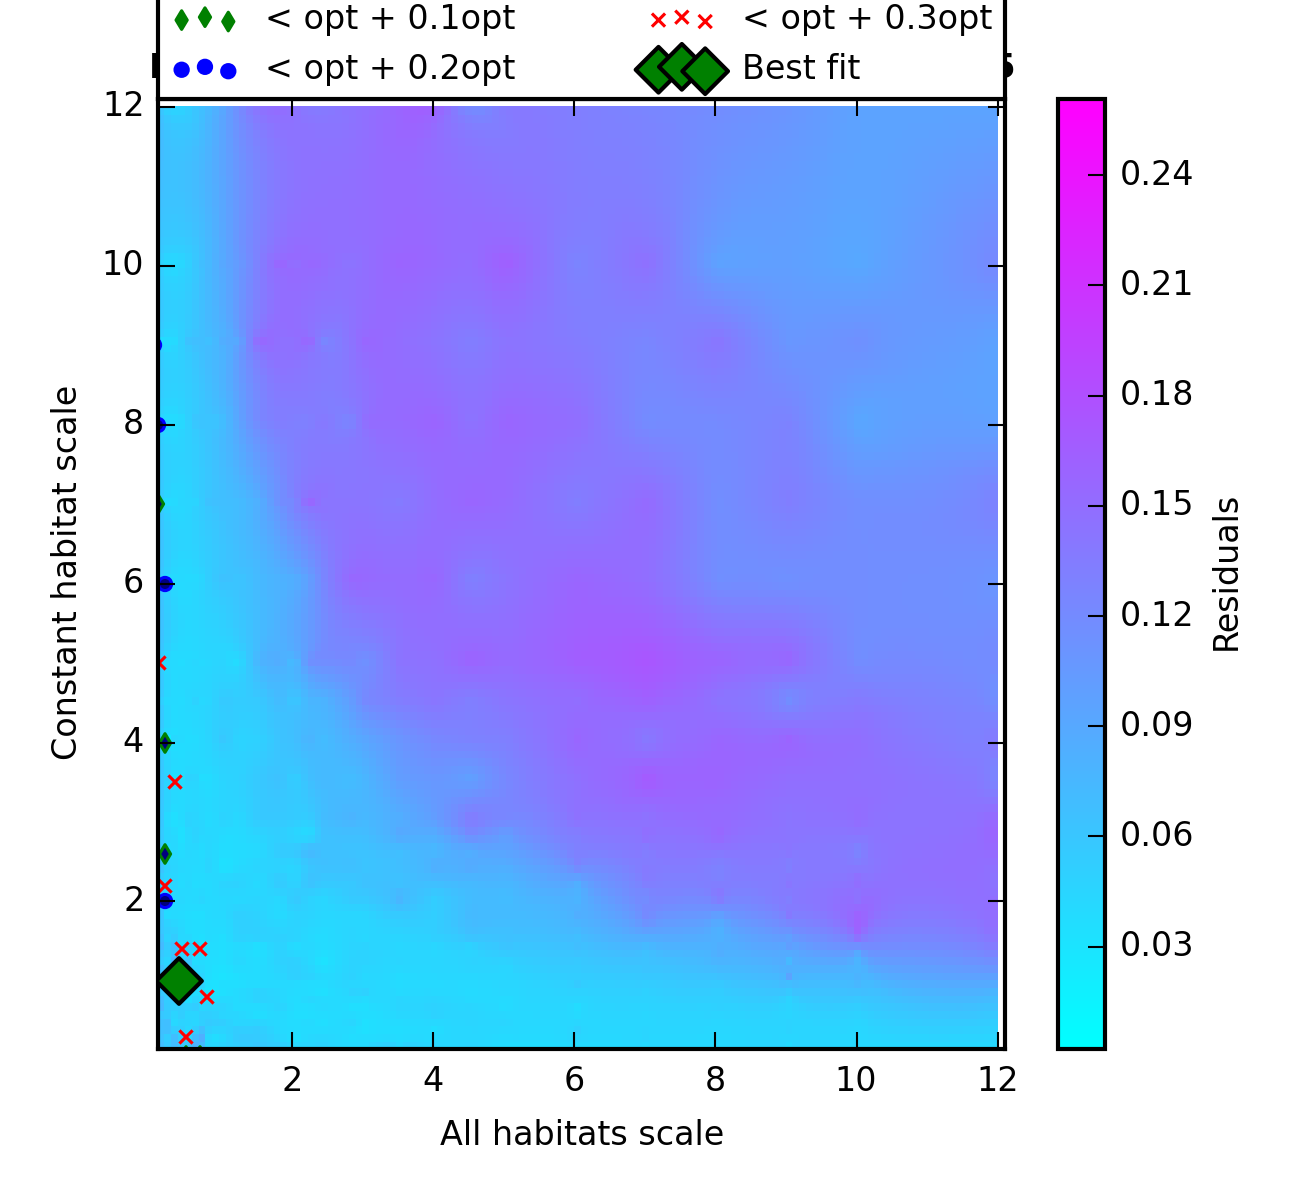 < opt + 0.1opt
< opt + 0.3opt
< opt + 0.2opt
Best fit
12
10
8
6
4
2
Constant habitat scale
2
4
6
8
10
12
All habitats scale
0.24
0.21
0.18
0.15
0.12
0.09
0.06
0.03
Residuals